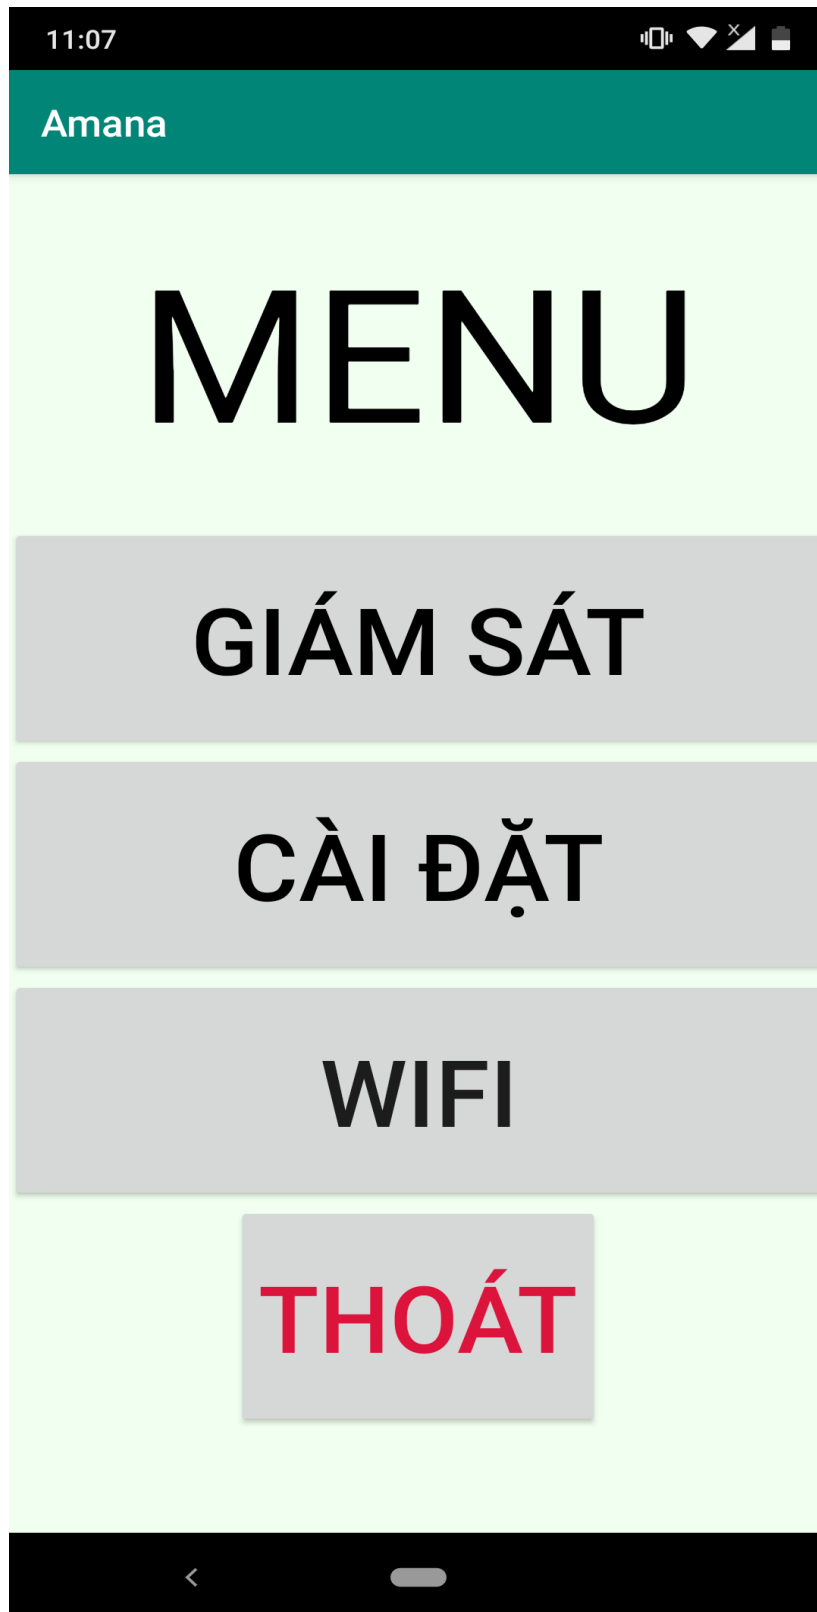 11:07
Amana
MENU
GIÁM SÁT
CÀI ĐẶT
WIFI
THOÁT